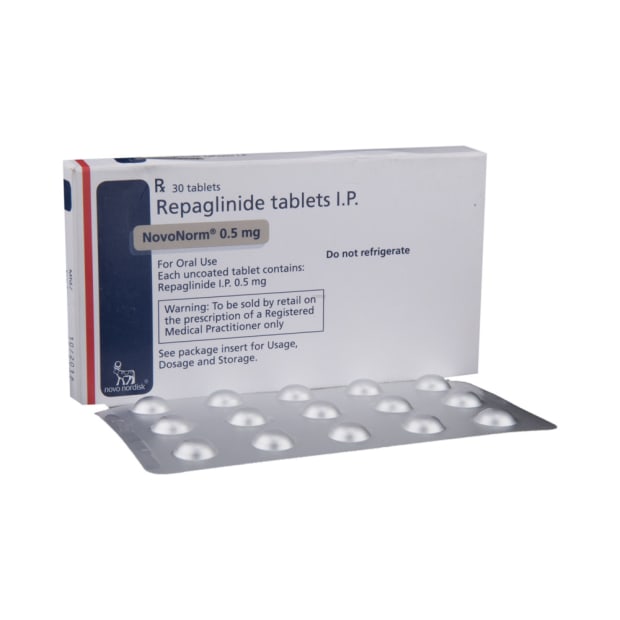 Rx 30 tablets
Repaglinide tablets I.P.
NovoNorm® 0.5 mg
For Oral Use
Each uncoated tablet contains:
Repaglinide I.P. 0.5 mg
Do not refrigerate
Warning: To be sold by retail on
the prescription of a Registered
Medical Practitioner only
See package insert for Usage,
Dosage and Storage.
novo nordisk®